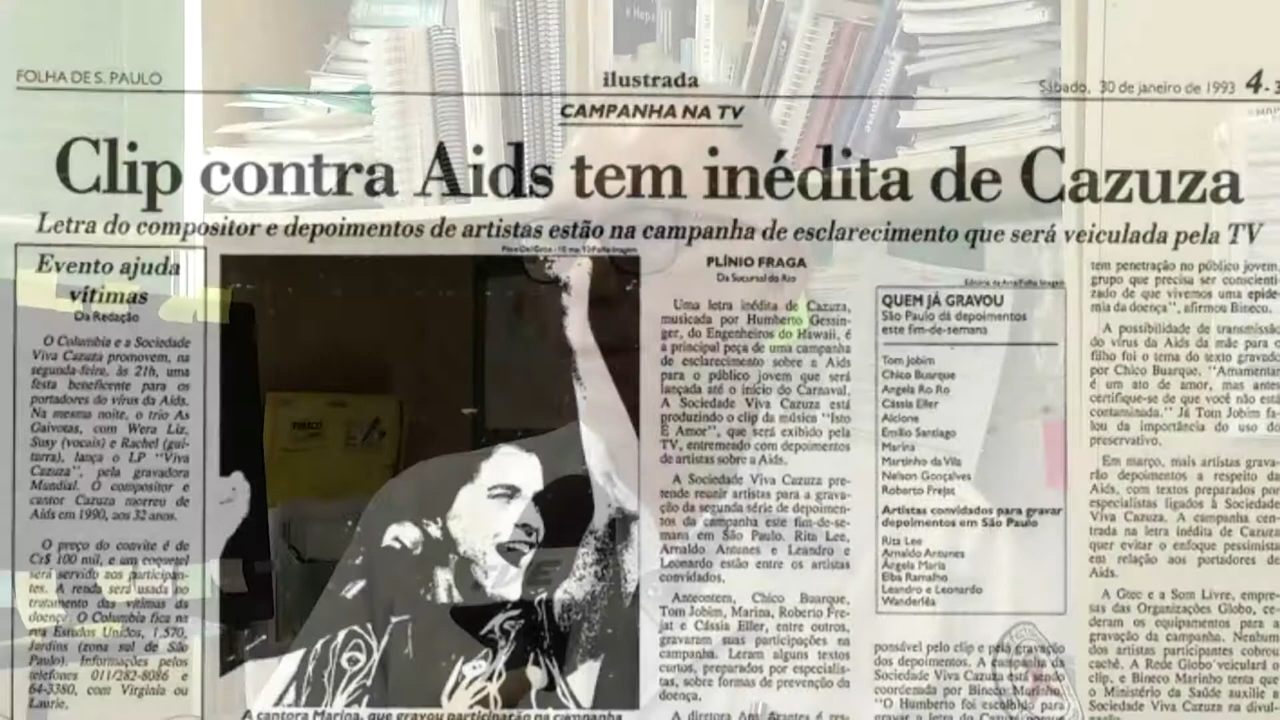 FOLHA DE S. PAULO
ilustrada
Sábado, 30 de janeiro de 1993 4-3
CAMPANHA NA TV
Clip contra Aids tem inédita de Cazuza
Letra do compositor e depoimentos de artistas estão na campanha de esclarecimento que será veiculada pela TV
Evento ajuda
vítimas
Da Redação
O Columbia e a Sociedade
Viva Cazuza promovem, na
segunda-feira, às 21h, uma
festa beneficente para os
portadores do vírus da Aids.
Na mesma noite, o trio As
Gaivotas, com Wera Liz,
Susy (vocais) e Rachel (gui-
tarra), lança o LP "Viva
Cazuza", pela gravadora
Mundial. O compositor e
cantor Cazuza morreu de
Aids em 1990, aos 32 anos.
O preço do convite é de
Cr$ 100 mil, e um coquetel
será servido aos participan-
tes. A renda será usada no
tratamento das vítimas da
doença. O Columbia fica na
rua Estados Unidos, 1.570,
Jardins (zona sul de São
Paulo). Informações pelos
telefones 011/282-8086 e
64-3380, com Virginia ou
Laurie.
A cantora Marina, que gravou participação na campanha
PLÍNIO FRAGA
Da Sucursal do Rio
Uma letra inédita de Cazuza,
musicada por Humberto Gessin-
ger, do Engenheiros do Hawaii, é
a principal peça de uma campanha
de esclarecimento sobre a Aids
para o público jovem que será
lançada até o início do Carnaval.
A Sociedade Viva Cazuza está
produzindo o clip da música "Isto
É Amor", que será exibido pela
TV, entremeado com depoimentos
de artistas sobre a Aids.
A Sociedade Viva Cazuza pre-
tende reunir artistas para a grava-
ção da segunda série de depoimen-
tos da campanha este fim-de-se-
mana em São Paulo. Rita Lee,
Arnaldo Antunes e Leandro e
Leonardo estão entre os artistas
convidados.
Anteontem, Chico Buarque,
Tom Jobim, Marina, Roberto Fre-
jat e Cássia Eller, entre outros,
gravaram suas participações na
campanha. Leram alguns textos
curtos, preparados por especialis-
tas, sobre formas de prevenção da
doença.
QUEM JÁ GRAVOU
São Paulo dá depoimentos
este fim-de-semana
Tom Jobim
Chico Buarque
Angela Ro Ro
Cássia Eller
Alcione
Emílio Santiago
Marina
Martinho da Vila
Nelson Gonçalves
Roberto Frejat
Artistas convidados para gravar
depoimentos em São Paulo
Rita Lee
Arnaldo Antunes
Ângela Maria
Elba Ramalho
Leandro e Leonardo
Wanderléa
ponsável pelo clip e pela gravação
dos depoimentos. A campanha da
Sociedade Viva Cazuza está sendo
coordenada por Bineco Marinho.
"O Humberto foi escolhido para
gravar a letra do Cazuza porque
tem penetração no público jovem,
grupo que precisa ser conscienti-
zado de que vivemos uma epide-
mia da doença", afirmou Bineco.
A possibilidade de transmissão
do vírus da Aids da mãe para o
filho foi o tema do texto gravado
por Chico Buarque. "Amamentar
é um ato de amor, mas antes
certifique-se de que você não está
contaminada." Já Tom Jobim fa-
lou da importância do uso do
preservativo.
Em março, mais artistas grava-
rão depoimentos a respeito da
Aids, com textos preparados por
especialistas ligados à Sociedade
Viva Cazuza. A campanha cen-
trada na letra inédita de Cazuza
quer evitar o enfoque pessimista
em relação aos portadores de
Aids.
A Glec e a Som Livre, empre-
sas das Organizações Globo, ce-
deram os equipamentos para a
gravação da campanha. Nenhum
dos artistas participantes cobrou
cachê. A Rede Globo veiculará o
clip, e Bineco Marinho tenta que
o Ministério da Saúde auxilie a
Sociedade Viva Cazuza na divul-